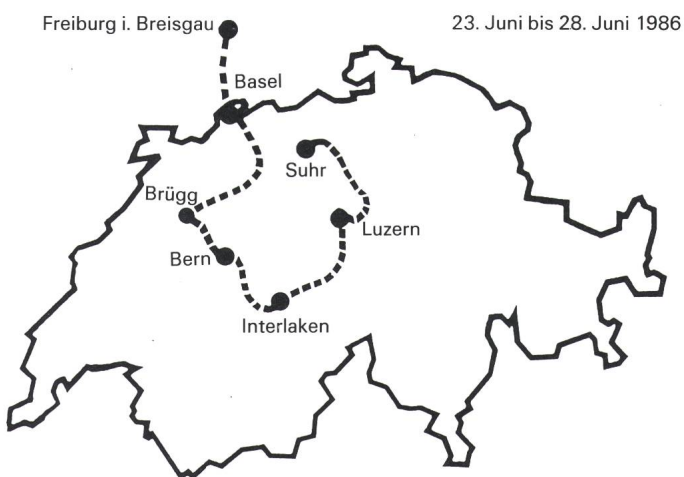 Freiburg i. Breisgau
23. Juni bis 28. Juni 1986
Basel
Suhr
Brügg
Luzern
Bern
Interlaken